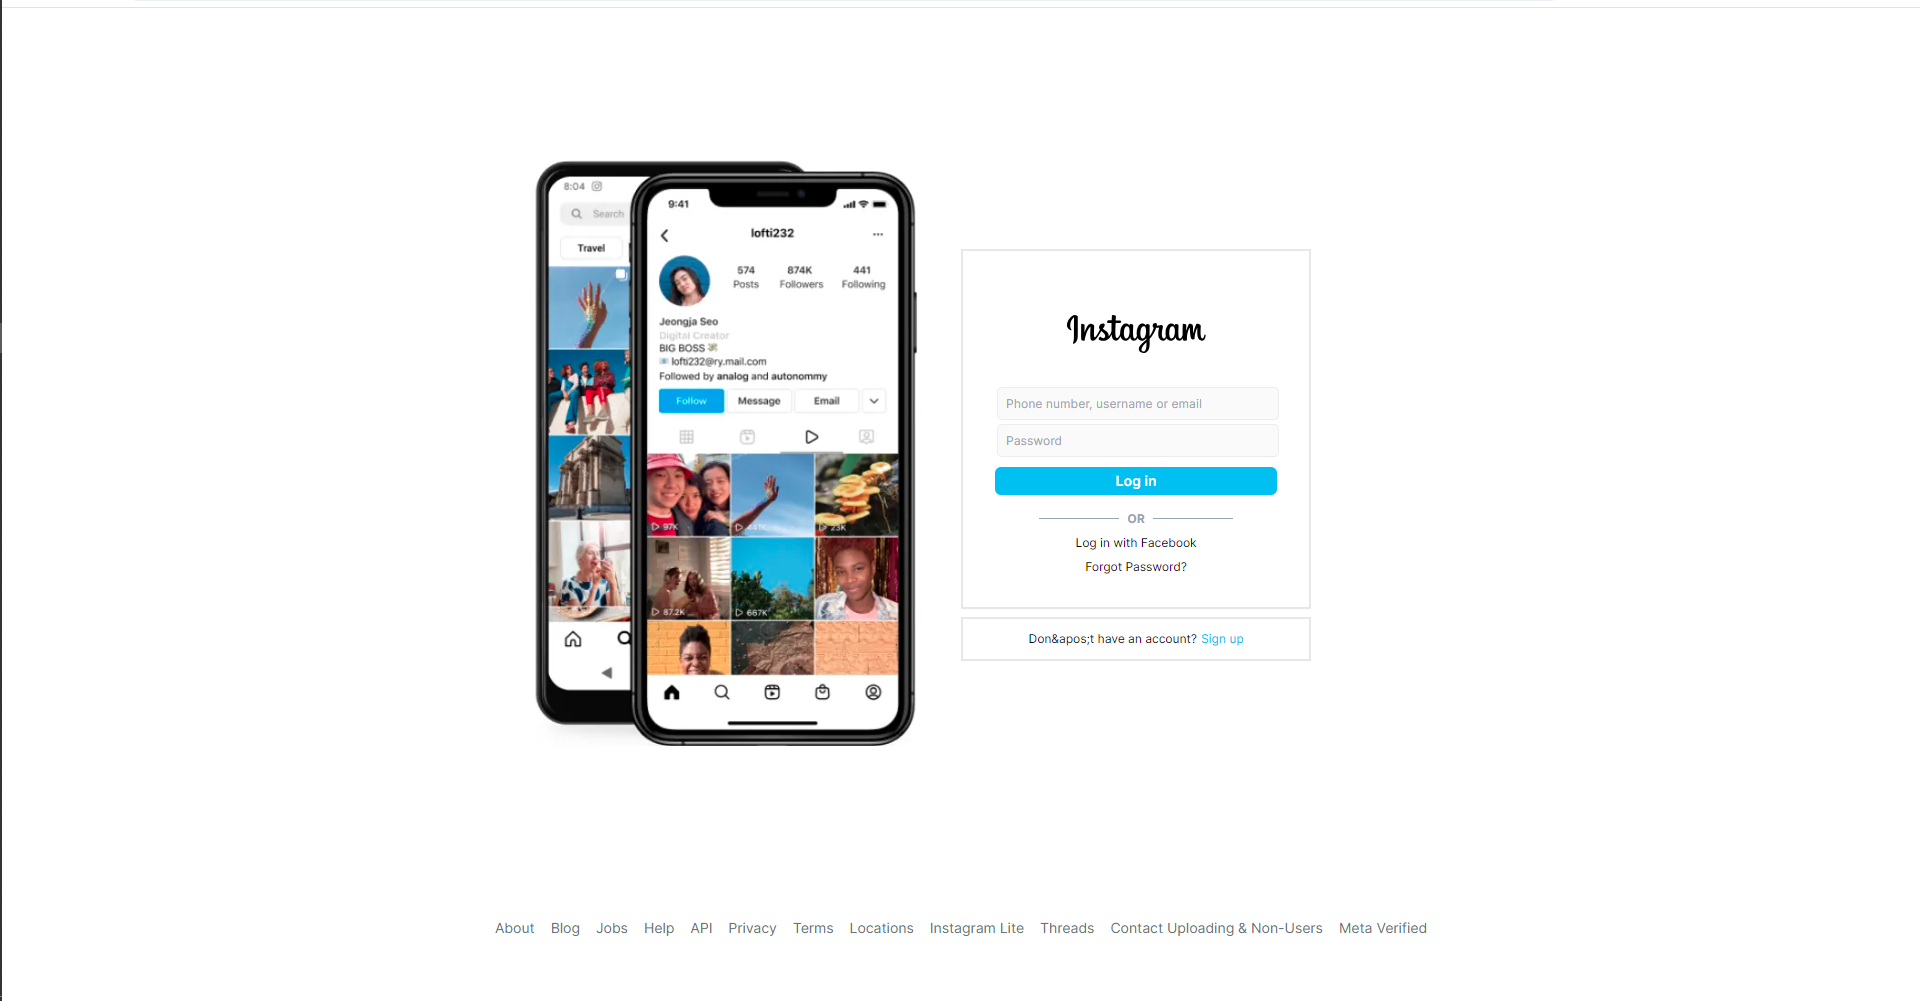 8:04
Search
Travel
9:41
lofti232
574 874K 441
Posts Followers Following
Jeongja Seo
Digital Creator
BIG BOSS
lofti232@ry.mail.com
Followed by analog and autonommy
Follow Message Email
97K 441K 23K
87.2K 667K
Instagram
Phone number, username or email
Password
Log in
OR
Log in with Facebook
Forgot Password?
Don&apos;t have an account? Sign up
About Blog Jobs Help API Privacy Terms Locations Instagram Lite Threads Contact Uploading & Non-Users Meta Verified